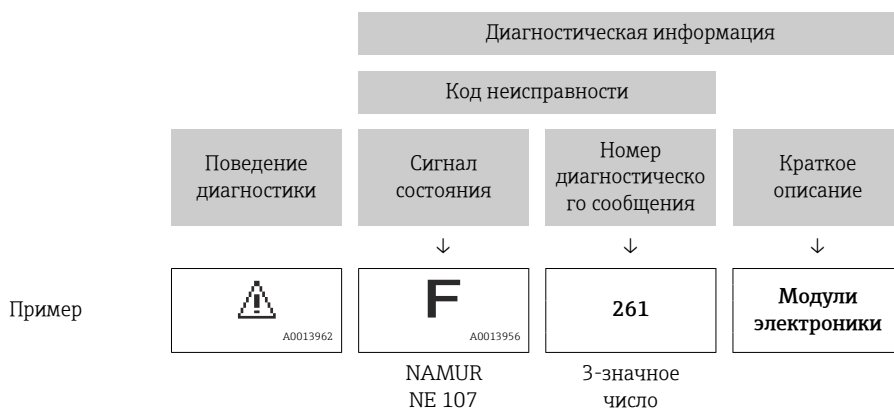 Диагностическая информация
Код неисправности
Поведение
диагностики
Сигнал
состояния
Номер
диагностическо
го сообщения
Краткое
описание
↓ ↓ ↓
Пример
A0013962
F
A0013956
261
Модули
электроники
NAMUR
NE 107
3-значное
число